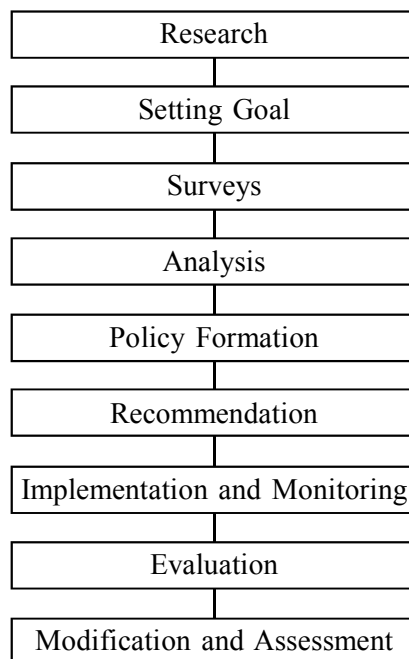 Research
Setting Goal
Surveys
Analysis
Policy Formation
Recommendation
Implementation and Monitoring
Evaluation
Modification and Assessment